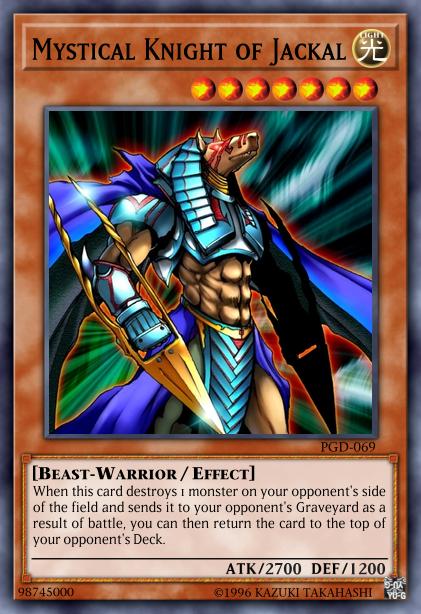 Mystical Knight of Jackal
LIGHT
光
PGD-069
[Beast-Warrior / Effect]
When this card destroys 1 monster on your opponent's side
of the field and sends it to your opponent's Graveyard as a
result of battle, you can then return the card to the top of
your opponent's Deck.
ATK/2700 DEF/1200
98745000
©1996 KAZUKI TAKAHASHI